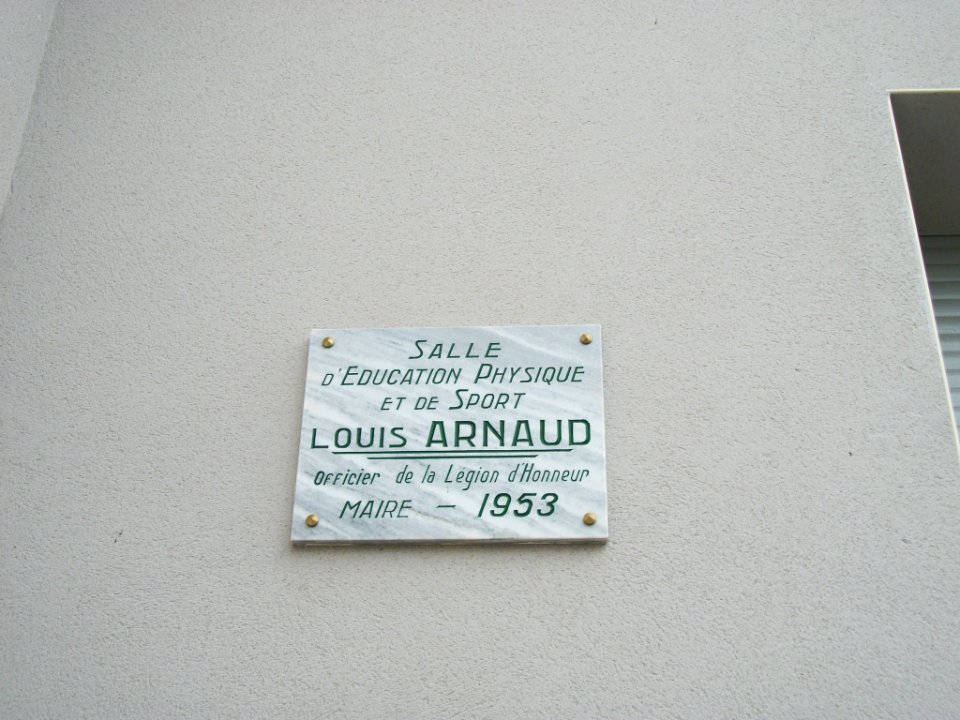 SALLE
D'EDUCATION PHYSIQUE
ET DE SPORT
LOUIS ARNAUD
OFFicier de la Légion d'Honneur
MAIRE - 1953